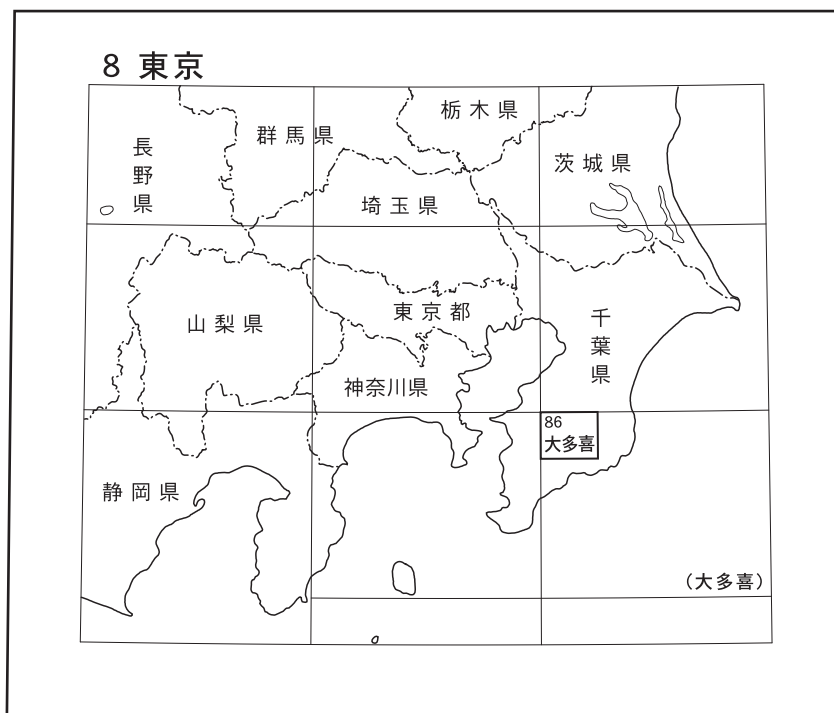 8 東京
栃木県
群馬県
長野県
茨城県
埼玉県
東京都
山梨県
千葉県
神奈川県
86
大多喜
静岡県
(大多喜)